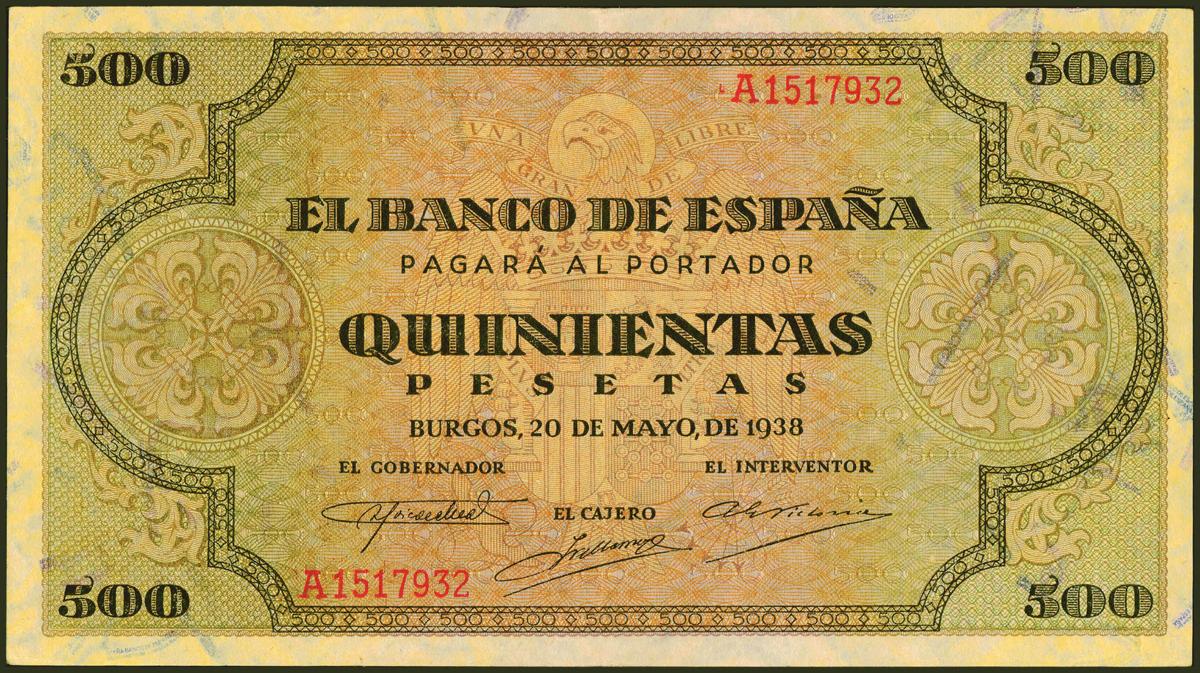 500
500
A1517932
VNA GRANDE LIBRE
EL BANCO DE ESPAÑA
PAGARÁ AL PORTADOR
QUINIENTAS
PESETAS
BURGOS, 20 DE MAYO, DE 1938
EL GOBERNADOR
EL INTERVENTOR
EL CAJERO
A1517932
500
500